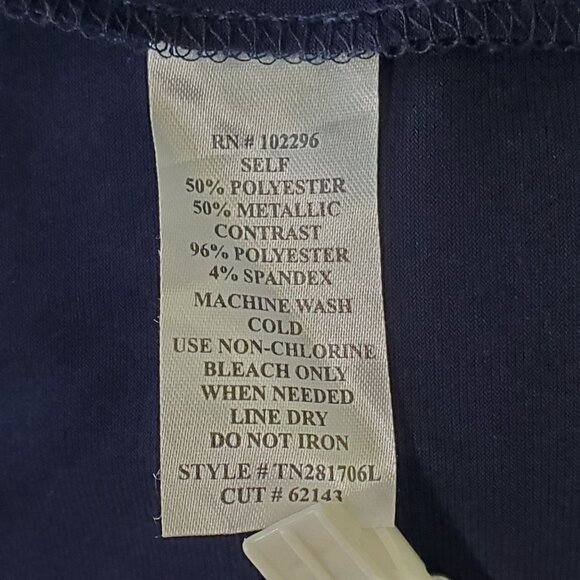 RN # 102296
SELF
50% POLYESTER
50% METALLIC
CONTRAST
96% POLYESTER
4% SPANDEX
MACHINE WASH
COLD
USE NON-CHLORINE
BLEACH ONLY
WHEN NEEDED
LINE DRY
DO NOT IRON
STYLE # TN281706L
CUT # 62143